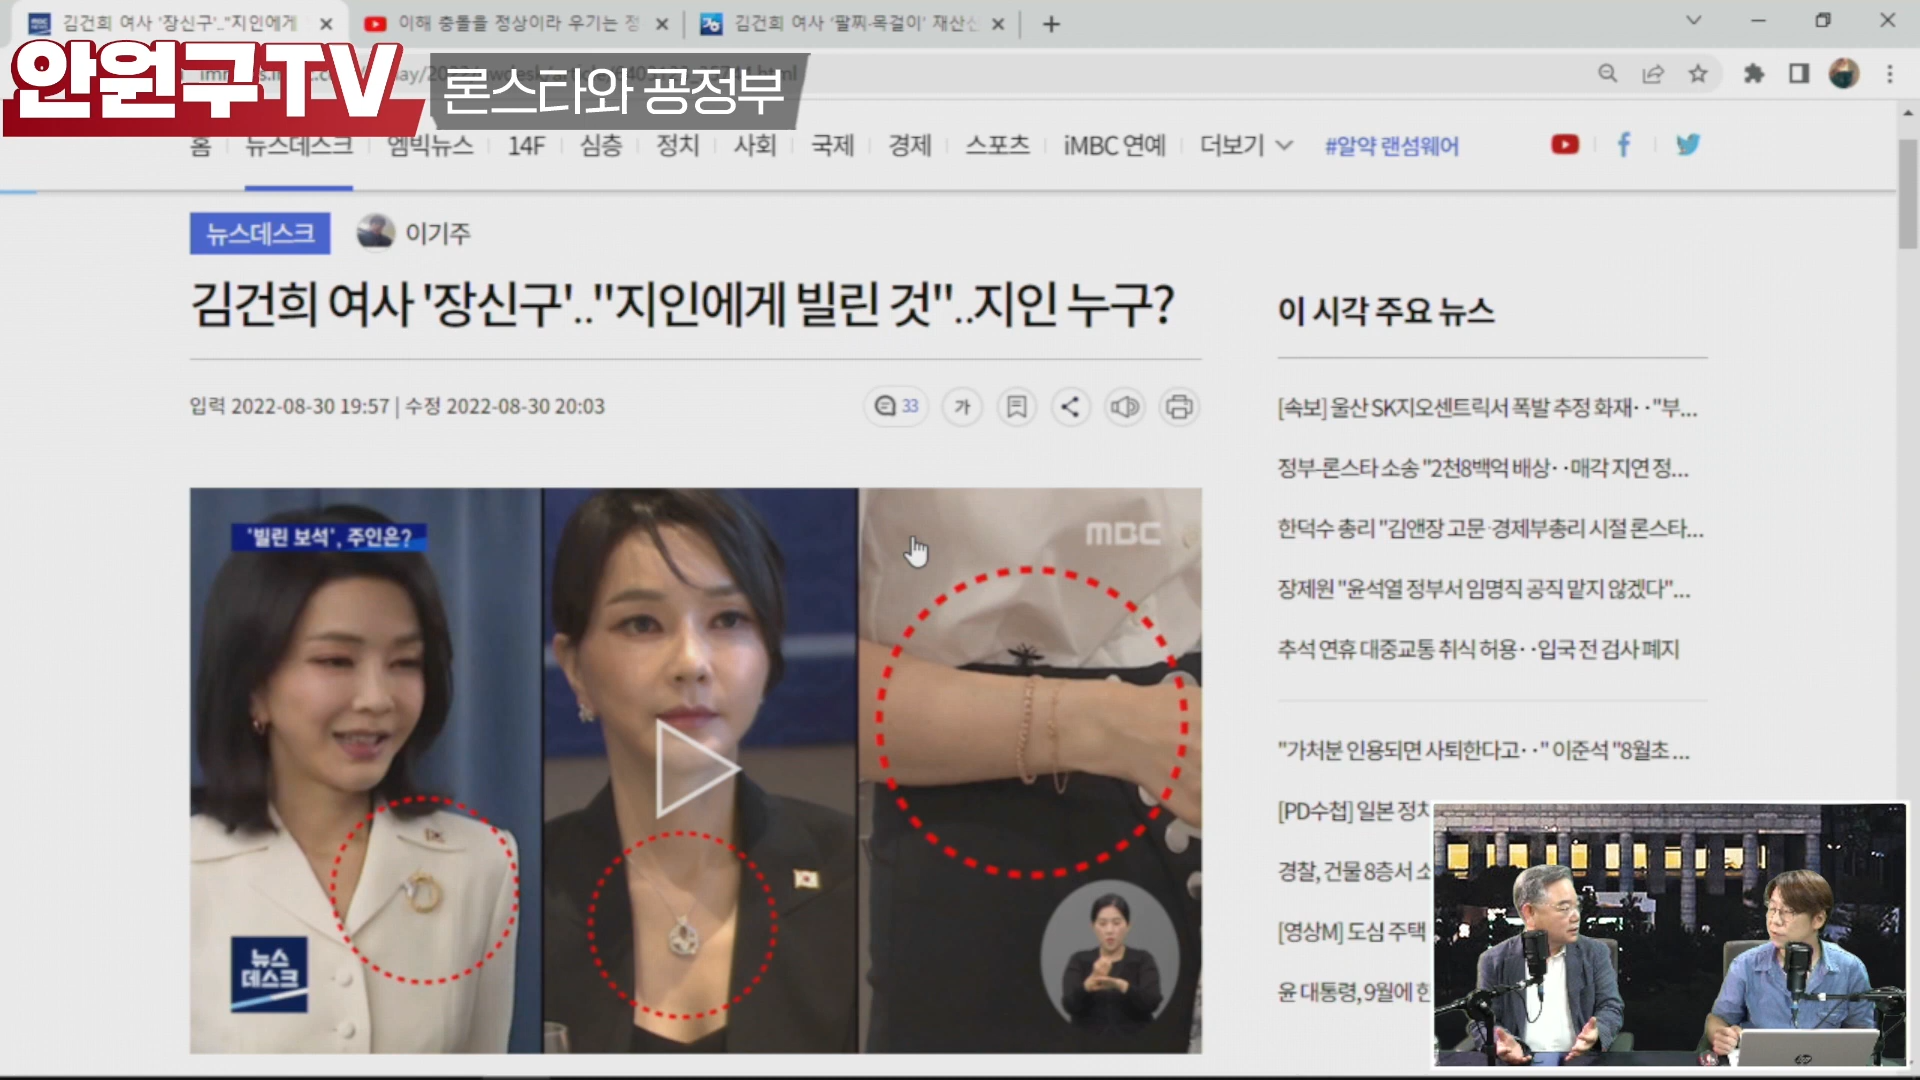 김건희 여사 '장신구'.."지인에게
이해 충돌을 정상이라 우기는 정
김건희 여사 '팔찌·목걸이' 재산신
안원구TV
론스타와 굥정부
홈
뉴스데스크
엠빅뉴스
14F
심층
정치
사회
국제
경제
스포츠
iMBC 연예
더보기
#알약 랜섬웨어
뉴스데스크
이기주
김건희 여사 '장신구'.."지인에게 빌린 것"..지인 누구?
입력 2022-08-30 19:57 | 수정 2022-08-30 20:03
33
가
'빌린 보석', 주인은?
MBC
뉴스
데스크
이 시각 주요 뉴스
[속보] 울산 SK지오센트릭서 폭발 추정 화재‥"부...
정부-론스타 소송 "2천8백억 배상‥매각 지연 정...
한덕수 총리 "김앤장 고문·경제부총리 시절 론스타...
장제원 "윤석열 정부서 임명직 공직 맡지 않겠다"...
추석 연휴 대중교통 취식 허용‥입국 전 검사 폐지
"가처분 인용되면 사퇴한다고‥" 이준석 "8월초 ...
[PD수첩] 일본 정치
경찰, 건물 8층서 소
[영상M] 도심 주택
윤 대통령, 9월에 한
hp